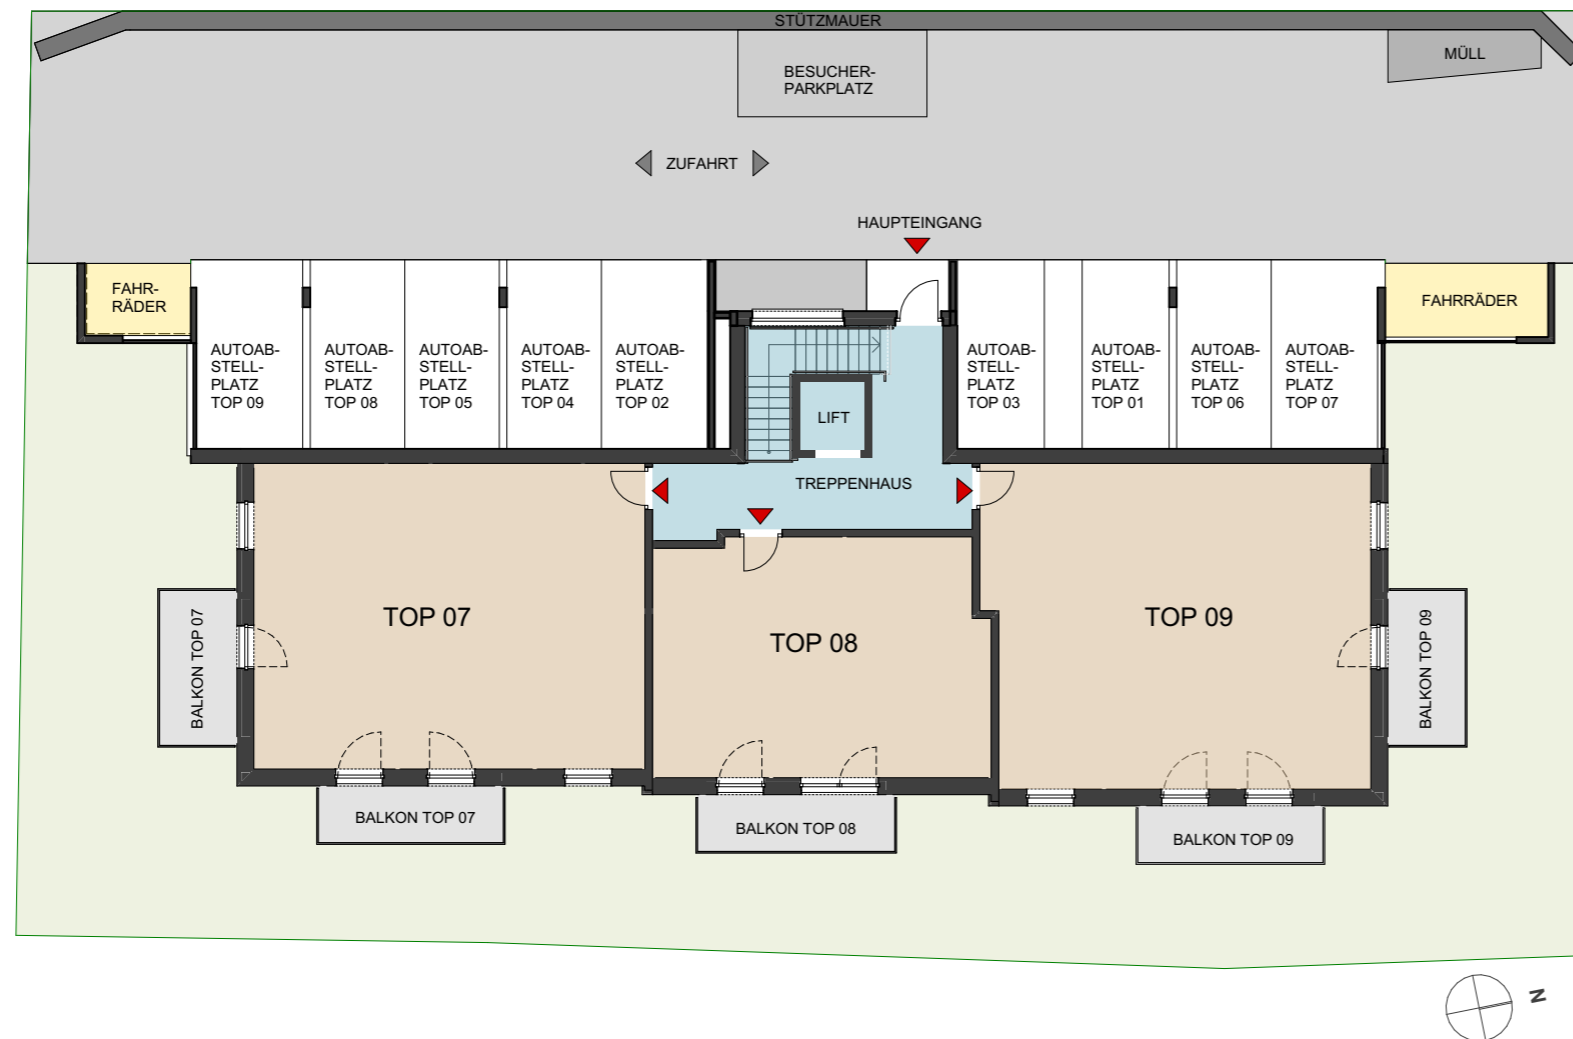 STÜTZMAUER
BESUCHER-
PARKPLATZ
MÜLL
ZUFAHRT
HAUPTEINGANG
FAHR-
RÄDER
FAHRRÄDER
AUTOAB-
STELL-
PLATZ
TOP 09
AUTOAB-
STELL-
PLATZ
TOP 08
AUTOAB-
STELL-
PLATZ
TOP 05
AUTOAB-
STELL-
PLATZ
TOP 04
AUTOAB-
STELL-
PLATZ
TOP 02
LIFT
AUTOAB-
STELL-
PLATZ
TOP 03
AUTOAB-
STELL-
PLATZ
TOP 01
AUTOAB-
STELL-
PLATZ
TOP 06
AUTOAB-
STELL-
PLATZ
TOP 07
TREPPENHAUS
BALKON TOP 07
TOP 07
TOP 08
TOP 09
BALKON TOP 09
BALKON TOP 07
BALKON TOP 08
BALKON TOP 09
N